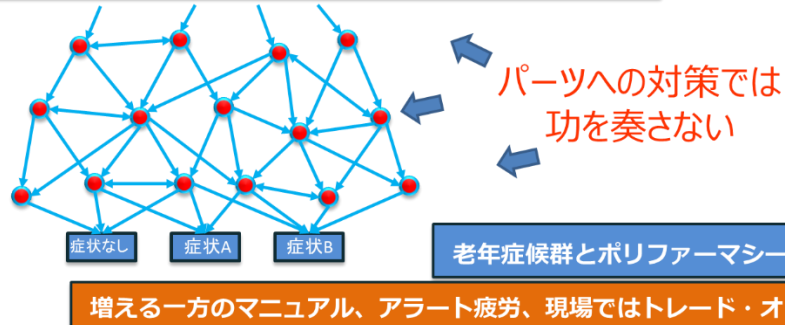 パーツへの対策では
功を奏さない
症状なし
症状A
症状B
老年症候群とポリファーマシー
増える一方のマニュアル、アラート疲労、現場ではトレード・オ